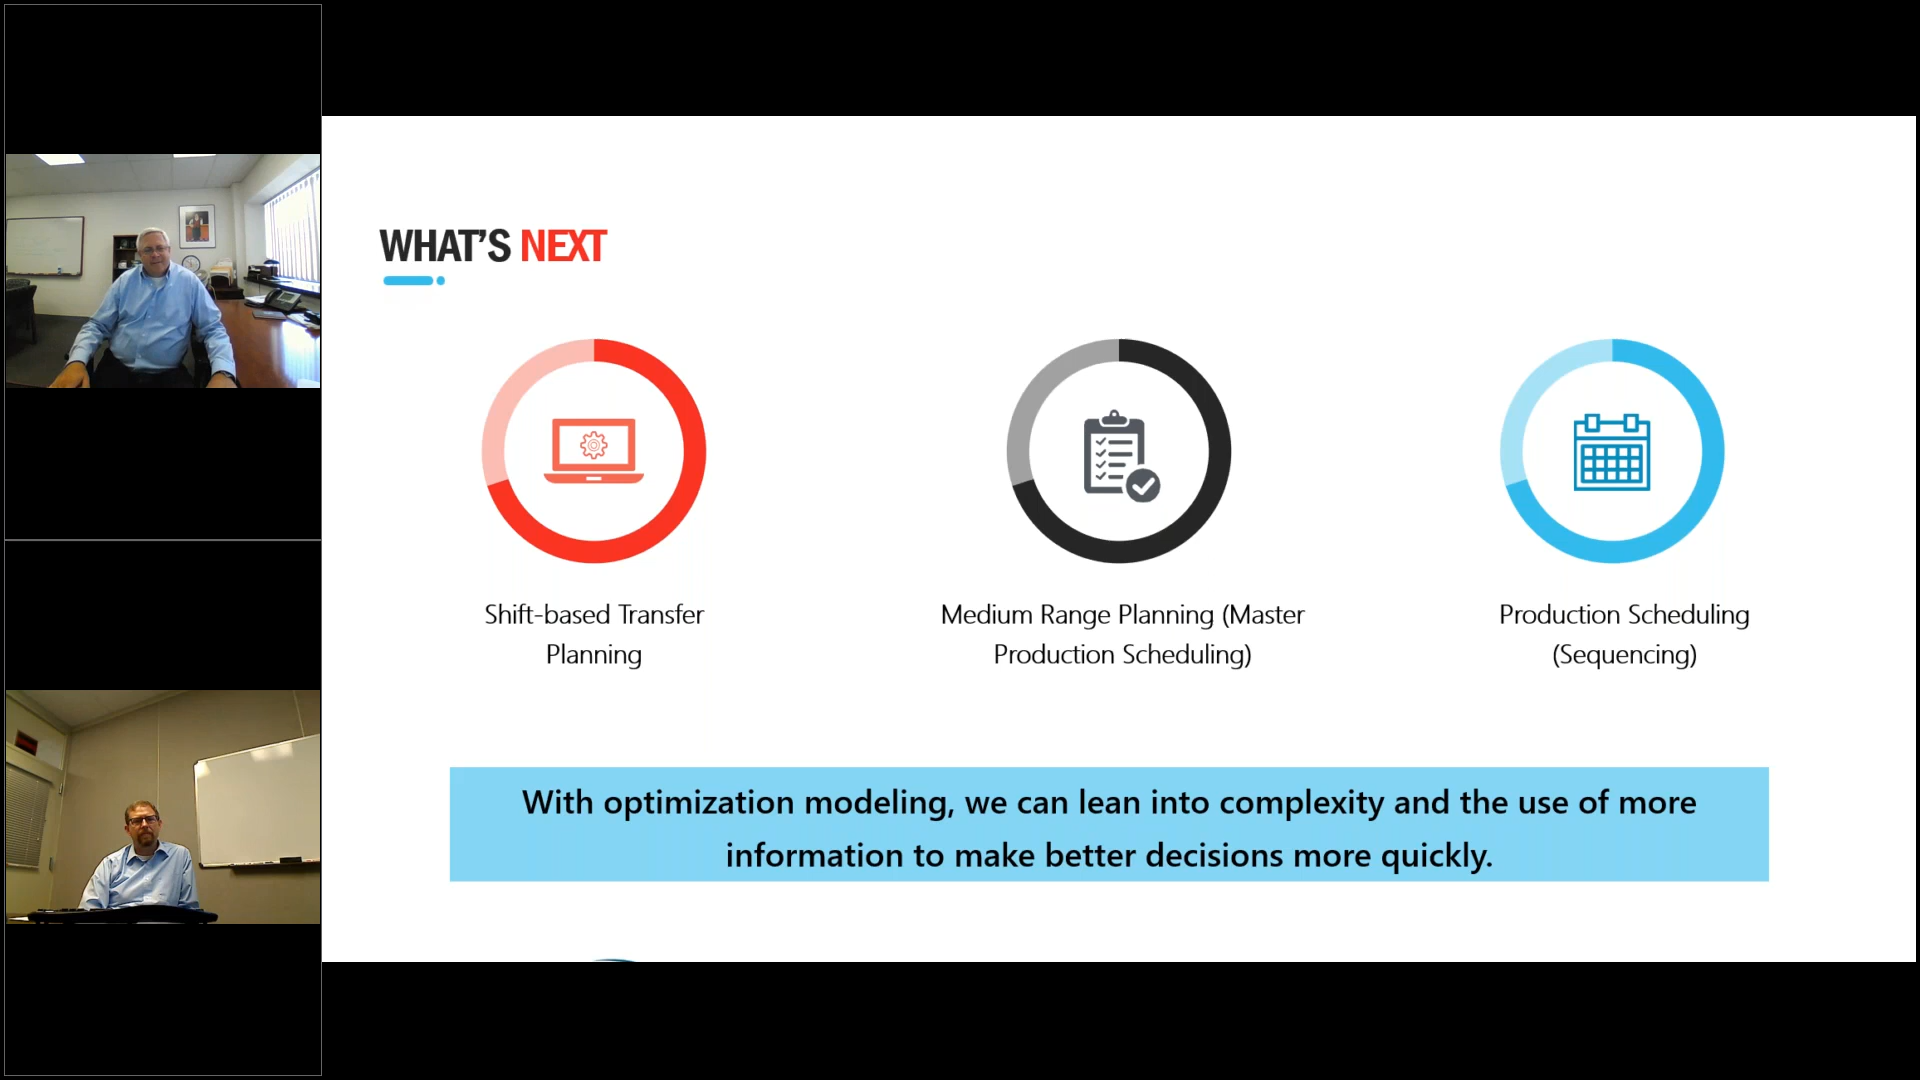 WHAT'S NEXT
Shift-based Transfer
Planning
Medium Range Planning (Master
Production Scheduling)
Production Scheduling
(Sequencing)
With optimization modeling, we can lean into complexity and the use of more
information to make better decisions more quickly.